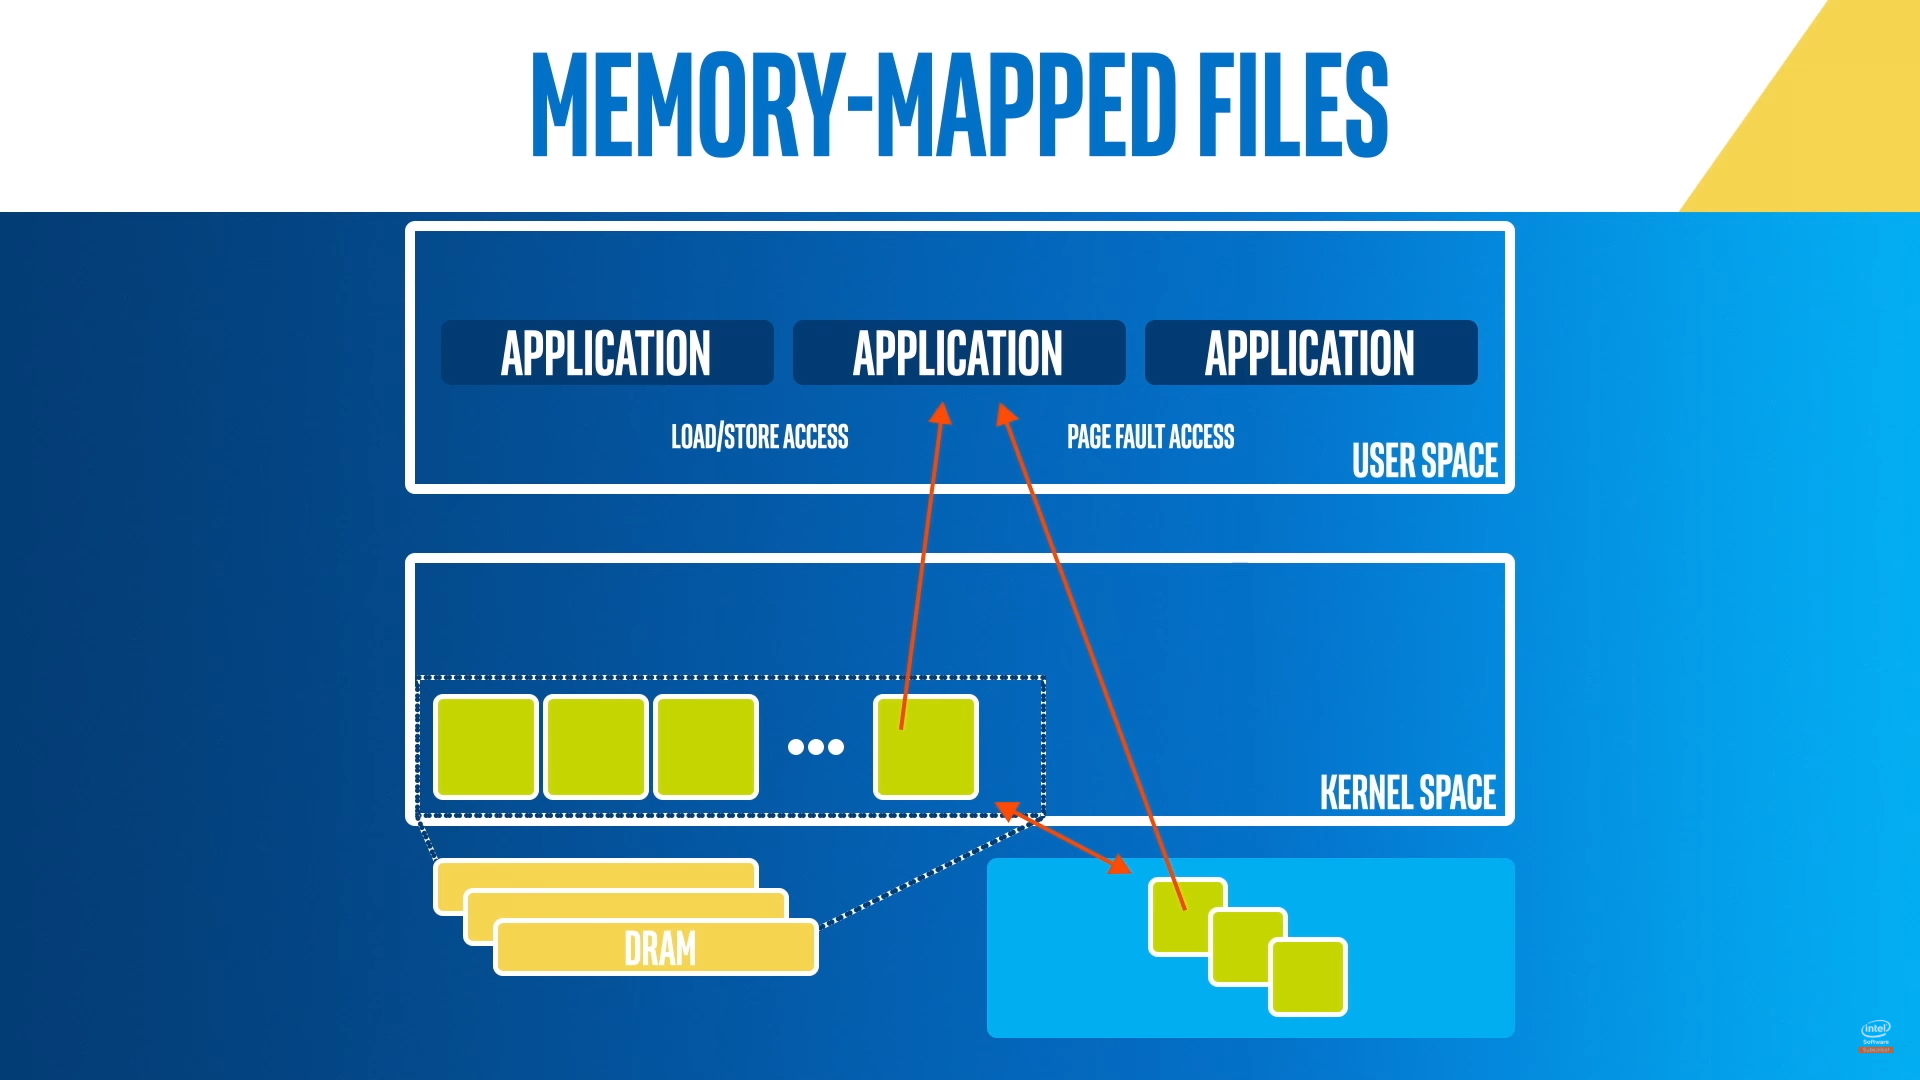 MEMORY-MAPPED FILES
APPLICATION
APPLICATION
APPLICATION
LOAD/STORE ACCESS
PAGE FAULT ACCESS
USER SPACE
KERNEL SPACE
DRAM
intel
Software